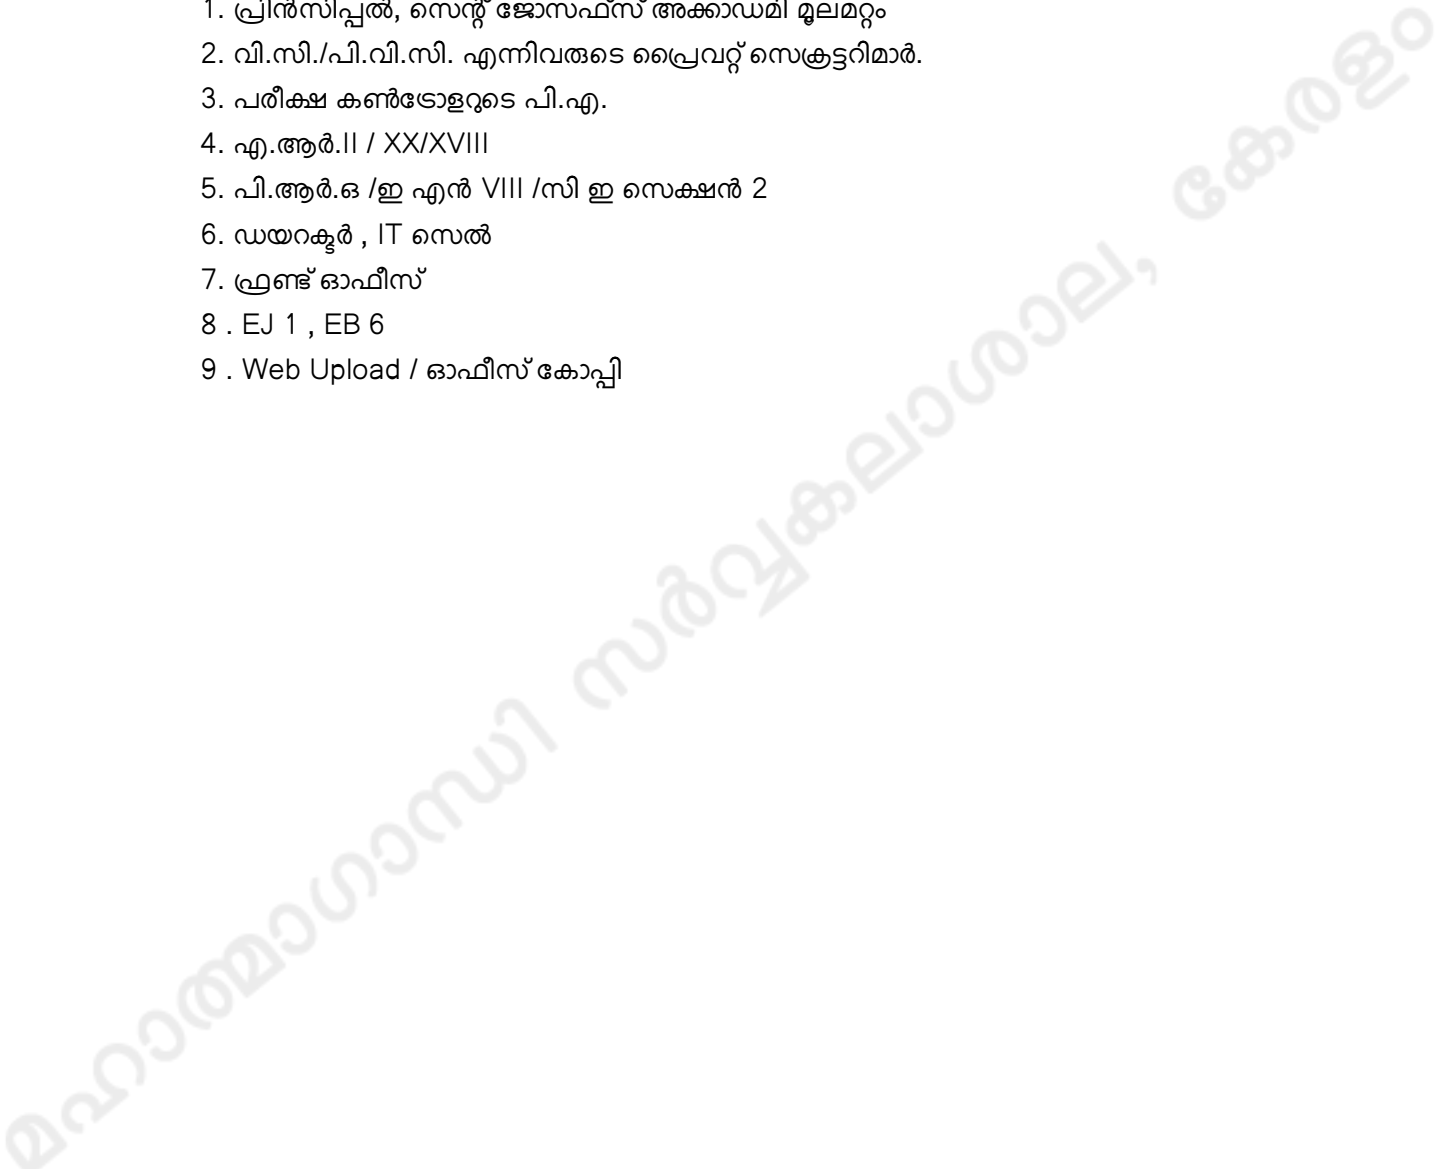 1. പ്രിൻസിപ്പൽ, സെന്റ് ജോസഫ്സ് അക്കാഡമി മൂലമറ്റം
2. വി.സി./പി.വി.സി. എന്നിവരുടെ പ്രൈവറ്റ് സെക്രട്ടറിമാർ.
3. പരീക്ഷ കൺട്രോളറുടെ പി.എ.
4. എ.ആർ.II / XX/XVIII
5. പി.ആർ.ഒ /ഇ എൻ VIII /സി ഇ സെക്ഷൻ 2
6. ഡയറക്ടർ , IT സെൽ
7. ഫ്രണ്ട് ഓഫീസ്
8 . EJ 1 , EB 6
9 . Web Upload / ഓഫീസ് കോപ്പി
മഹാത്മാഗാന്ധി സർവ്വകലാശാല, കേരളം